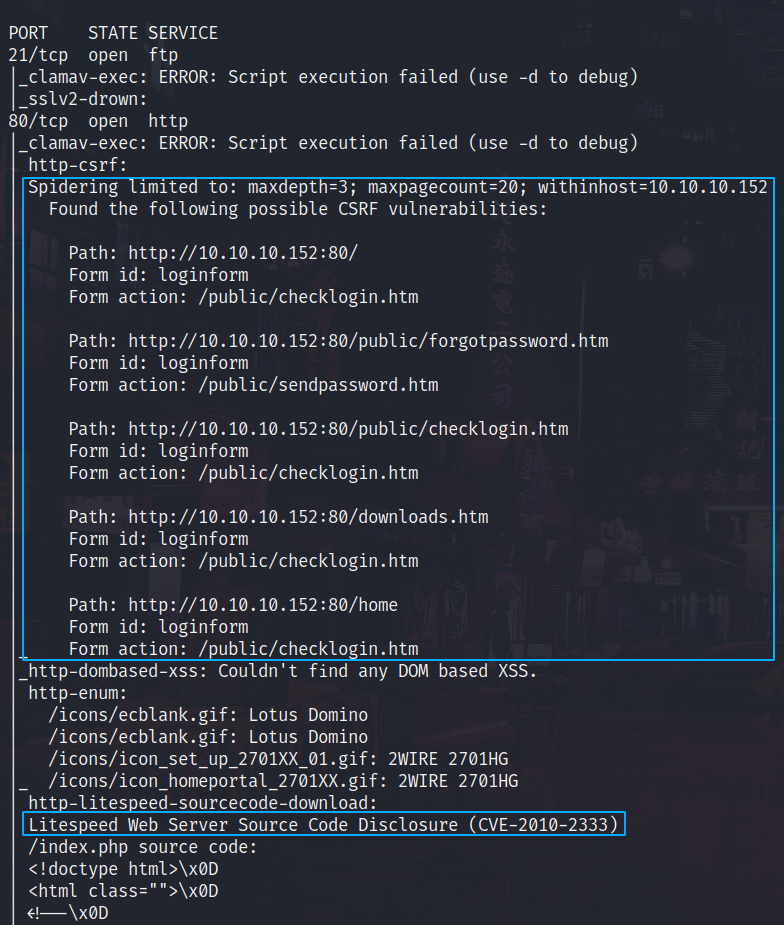 PORT    STATE SERVICE
21/tcp  open  ftp
|_clamav-exec: ERROR: Script execution failed (use -d to debug)
|_sslv2-drown:
80/tcp  open  http
|_clamav-exec: ERROR: Script execution failed (use -d to debug)
| http-csrf:
| Spidering limited to: maxdepth=3; maxpagecount=20; withinhost=10.10.10.152
|   Found the following possible CSRF vulnerabilities:
|
|     Path: http://10.10.10.152:80/
|     Form id: loginform
|     Form action: /public/checklogin.htm
|
|     Path: http://10.10.10.152:80/public/forgotpassword.htm
|     Form id: loginform
|     Form action: /public/sendpassword.htm
|
|     Path: http://10.10.10.152:80/public/checklogin.htm
|     Form id: loginform
|     Form action: /public/checklogin.htm
|
|     Path: http://10.10.10.152:80/downloads.htm
|     Form id: loginform
|     Form action: /public/checklogin.htm
|
|     Path: http://10.10.10.152:80/home
|     Form id: loginform
|_    Form action: /public/checklogin.htm
|_http-dombased-xss: Couldn't find any DOM based XSS.
| http-enum:
|   /icons/ecblank.gif: Lotus Domino
|   /icons/ecblank.gif: Lotus Domino
|   /icons/icon_set_up_2701XX_01.gif: 2WIRE 2701HG
|_  /icons/icon_homeportal_2701XX.gif: 2WIRE 2701HG
| http-litespeed-sourcecode-download:
| Litespeed Web Server Source Code Disclosure (CVE-2010-2333)
| /index.php source code:
| <!doctype html>\x0D
| <html class="">\x0D
| <!--\x0D